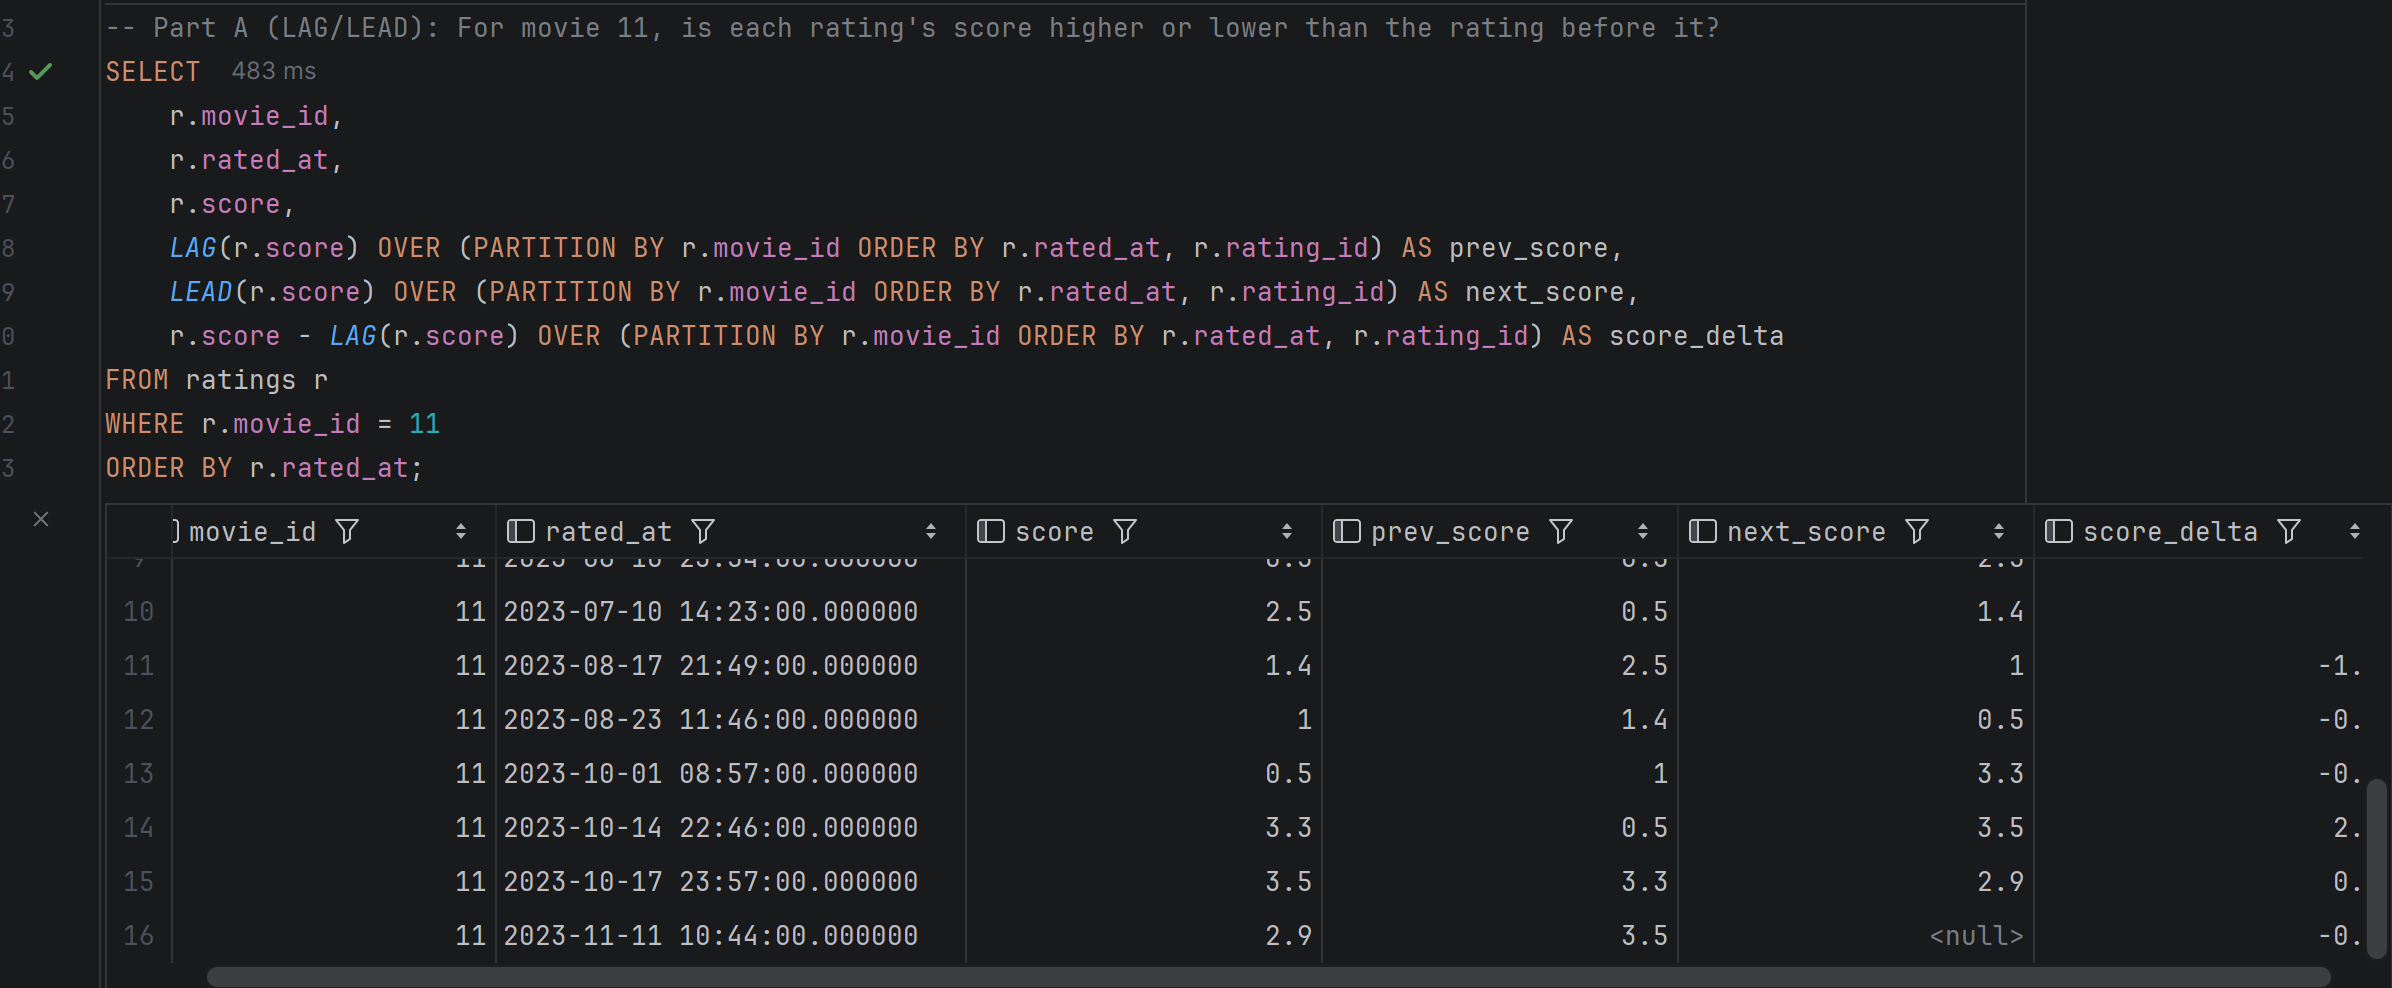 3 -- Part A (LAG/LEAD): For movie 11, is each rating's score higher or lower than the rating before it?
4 SELECT 483 ms
5 r.movie_id,
6 r.rated_at,
7 r.score,
8 LAG(r.score) OVER (PARTITION BY r.movie_id ORDER BY r.rated_at, r.rating_id) AS prev_score,
9 LEAD(r.score) OVER (PARTITION BY r.movie_id ORDER BY r.rated_at, r.rating_id) AS next_score,
0 r.score - LAG(r.score) OVER (PARTITION BY r.movie_id ORDER BY r.rated_at, r.rating_id) AS score_delta
1 FROM ratings r
2 WHERE r.movie_id = 11
3 ORDER BY r.rated_at;
movie_id rated_at score prev_score next_score score_delta
10 11 2023-07-10 14:23:00.000000 2.5 0.5 1.4
11 11 2023-08-17 21:49:00.000000 1.4 2.5 1 -1.
12 11 2023-08-23 11:46:00.000000 1 1.4 0.5 -0.
13 11 2023-10-01 08:57:00.000000 0.5 1 3.3 -0.
14 11 2023-10-14 22:46:00.000000 3.3 0.5 3.5 2.
15 11 2023-10-17 23:57:00.000000 3.5 3.3 2.9 0.
16 11 2023-11-11 10:44:00.000000 2.9 3.5 <null> -0.